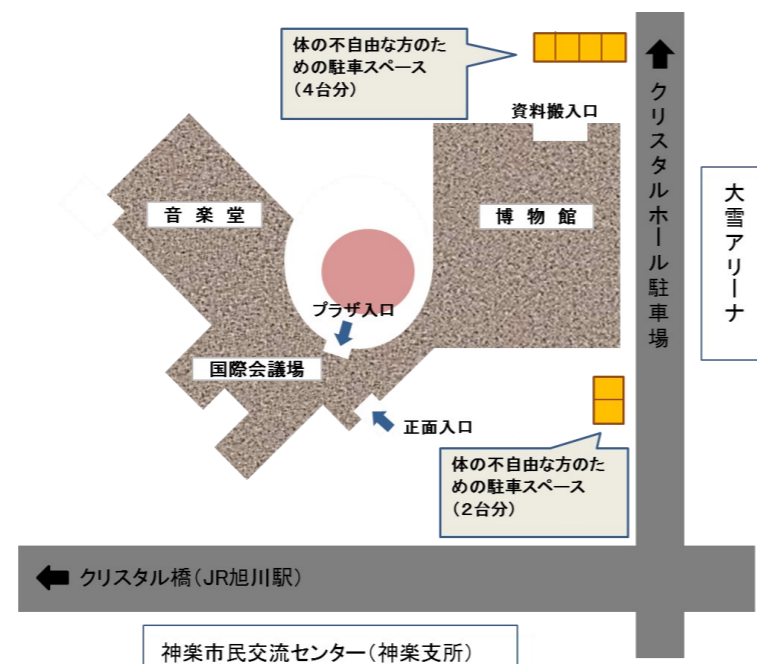 体の不自由な方のた
めの駐車スペース
（4台分）
資料搬入口
クリスタルホール駐車場
大雪アリーナ
音楽堂
博物館
プラザ入口
国際会議場
正面入口
体の不自由な方のた
めの駐車スペース
（2台分）
クリスタル橋（JR旭川駅）
神楽市民交流センター（神楽支所）